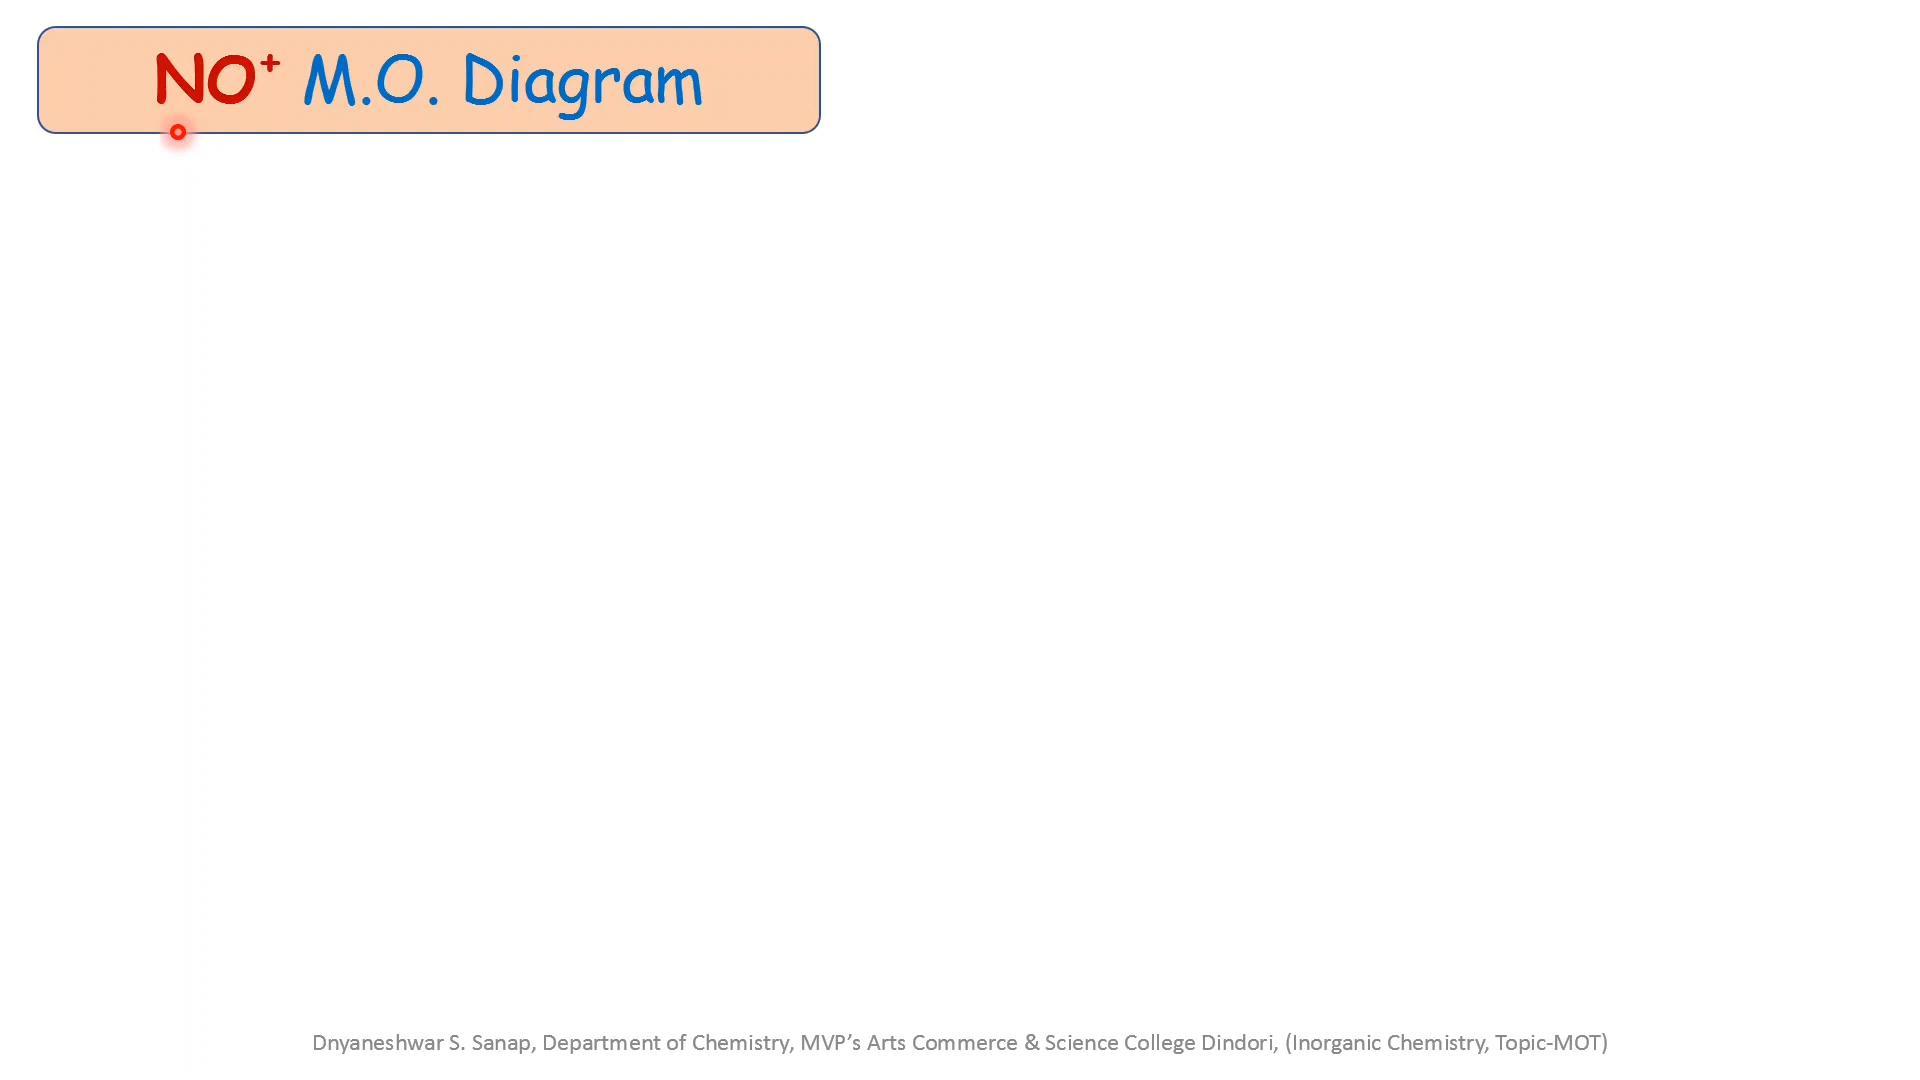 NO⁺ M.O. Diagram
Dnyaneshwar S. Sanap, Department of Chemistry, MVP’s Arts Commerce & Science College Dindori, (Inorganic Chemistry, Topic-MOT)